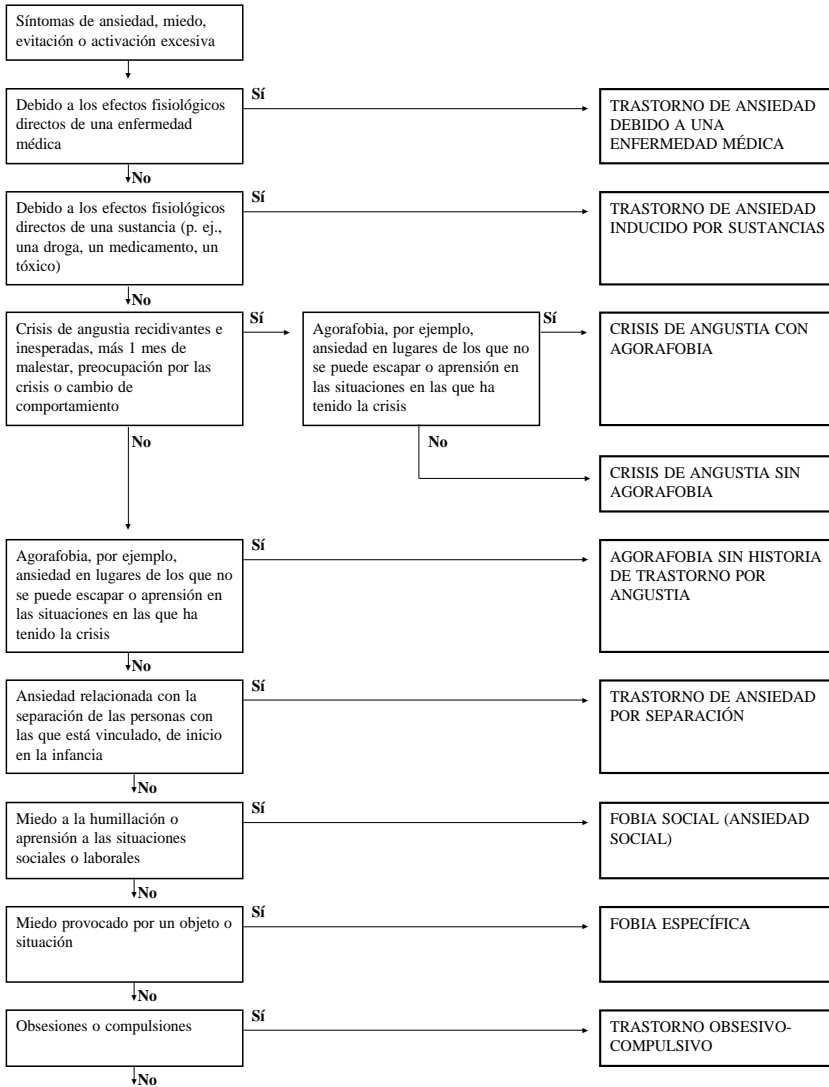 Síntomas de ansiedad, miedo,
evitación o activación excesiva
Sí
Debido a los efectos fisiológicos
directos de una enfermedad
médica
TRASTORNO DE ANSIEDAD
DEBIDO A UNA
ENFERMEDAD MÉDICA
No
Sí
Debido a los efectos fisiológicos
directos de una sustancia (p. ej.,
una droga, un medicamento, un
tóxico)
TRASTORNO DE ANSIEDAD
INDUCIDO POR SUSTANCIAS
No
Crisis de angustia recidivantes e
inesperadas, más 1 mes de
malestar, preocupación por las
crisis o cambio de
comportamiento
Sí
Agorafobia, por ejemplo,
ansiedad en lugares de los que no
se puede escapar o aprensión en
las situaciones en las que ha
tenido la crisis
Sí
CRISIS DE ANGUSTIA CON
AGORAFOBIA
No
No
CRISIS DE ANGUSTIA SIN
AGORAFOBIA
Agorafobia, por ejemplo,
ansiedad en lugares de los que no
se puede escapar o aprensión en
las situaciones en las que ha
tenido la crisis
Sí
AGORAFOBIA SIN HISTORIA
DE TRASTORNO POR
ANGUSTIA
No
Ansiedad relacionada con la
separación de las personas con
las que está vinculado, de inicio
en la infancia
Sí
TRASTORNO DE ANSIEDAD
POR SEPARACIÓN
No
Miedo a la humillación o
aprensión a las situaciones
sociales o laborales
Sí
FOBIA SOCIAL (ANSIEDAD
SOCIAL)
No
Miedo provocado por un objeto o
situación
Sí
FOBIA ESPECÍFICA
No
Obsesiones o compulsiones
Sí
TRASTORNO OBSESIVO-
COMPULSIVO
No